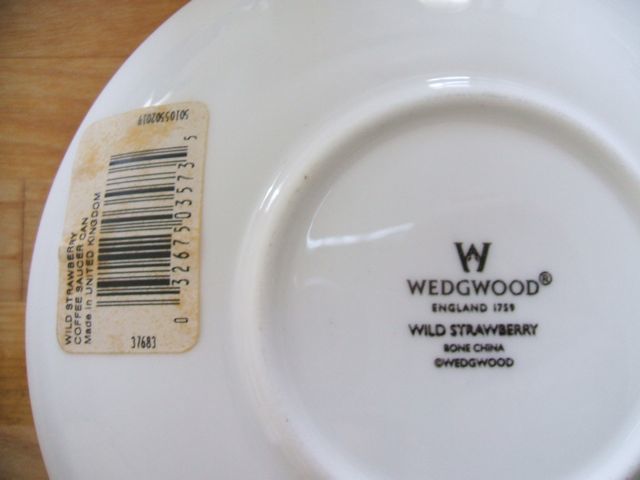 WILD STRAWBERRY
COFFEE SAUCER CAN
Made in UNITED KINGDOM
0 32675 03573 5
50105502019
37683
W
WEDGWOOD®
ENGLAND 1759
WILD STRAWBERRY
BONE CHINA
©WEDGWOOD